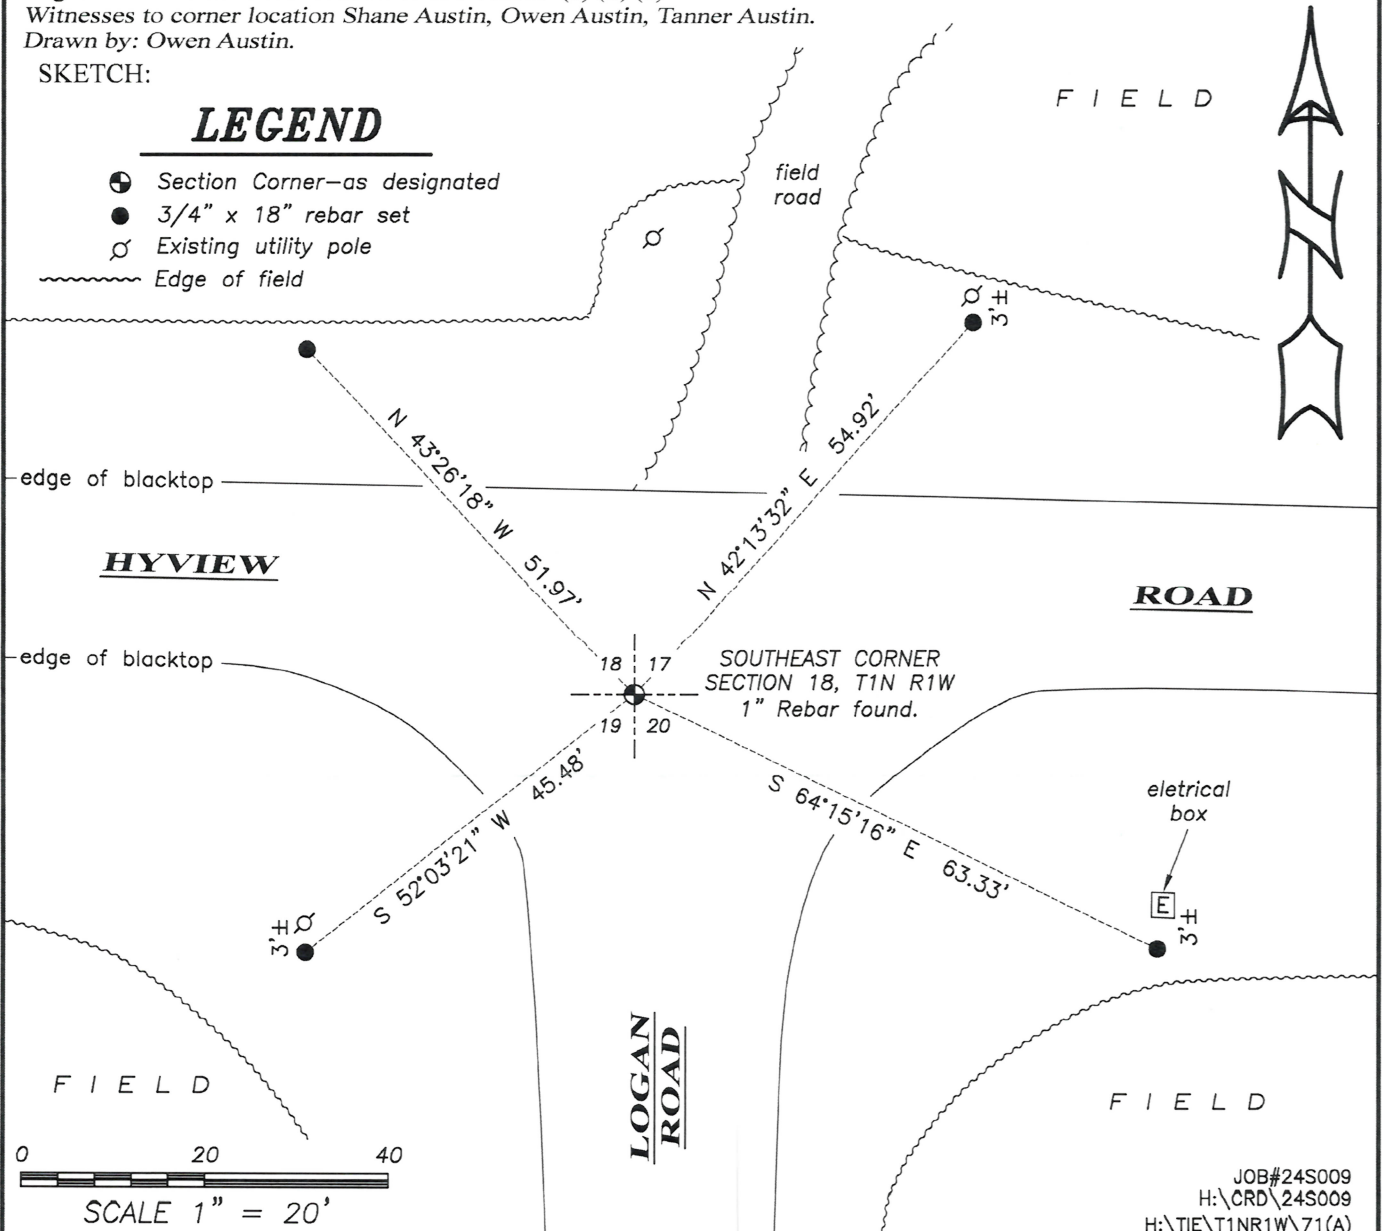 Witnesses to corner location Shane Austin, Owen Austin, Tanner Austin.
Drawn by: Owen Austin.
SKETCH:
LEGEND
Section Corner-as designated
3/4" x 18" rebar set
Existing utility pole
Edge of field
FIELD
field
road
N
3'±
N 43°26'18" W 51.97'
N 42°13'32" E 54.92'
edge of blacktop
HYVIEW
ROAD
edge of blacktop
18 17
19 20
SOUTHEAST CORNER
SECTION 18, T1N R1W
1" Rebar found.
S 52°03'21" W 45.48'
S 64°15'16" E 63.33'
eletrical
box
E
3'±
3'±
LOGAN
ROAD
FIELD
FIELD
0 20 40
SCALE 1" = 20'
JOB#24S009
H:\CRD\24S009
H:\TIE\T1NR1W\71(A)